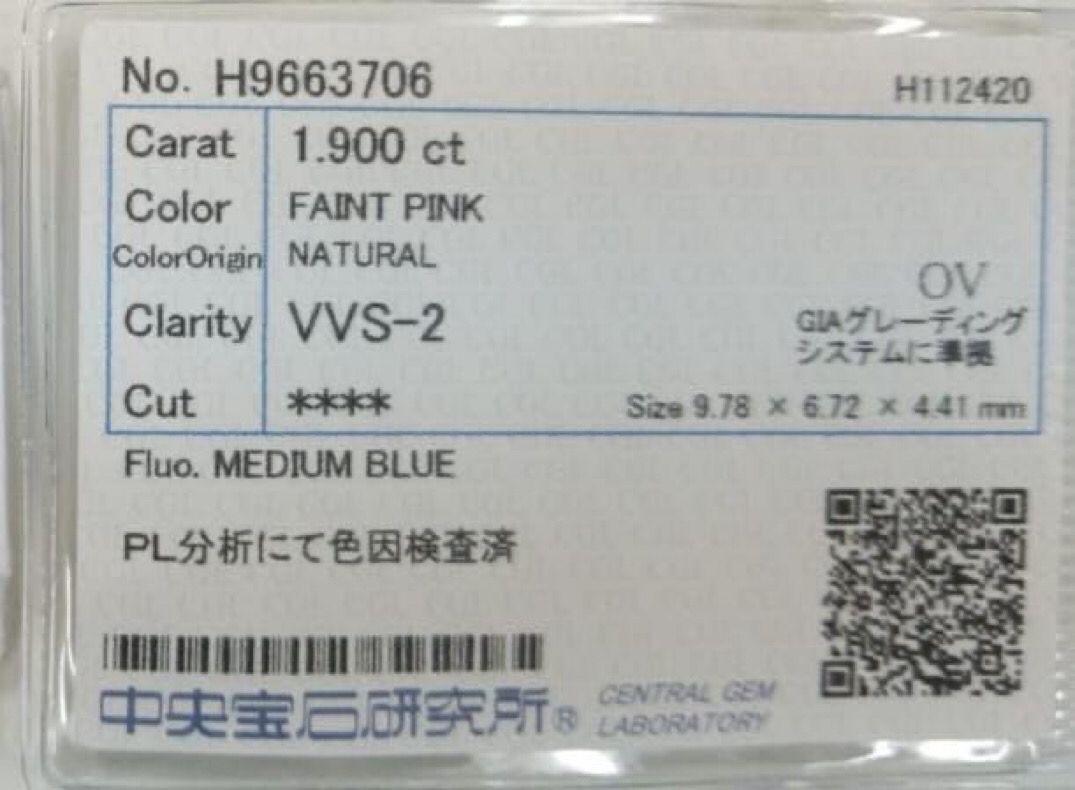 No. H9663706
H112420
Carat 1.900 ct
Color FAINT PINK
ColorOrigin NATURAL
OV
Clarity VVS-2
GIAグレーディング
システムに準拠
Cut ****
Size 9.78 × 6.72 × 4.41 mm
Fluo. MEDIUM BLUE
PL分析にて色因検査済
中央宝石研究所® CENTRAL GEM
LABORATORY